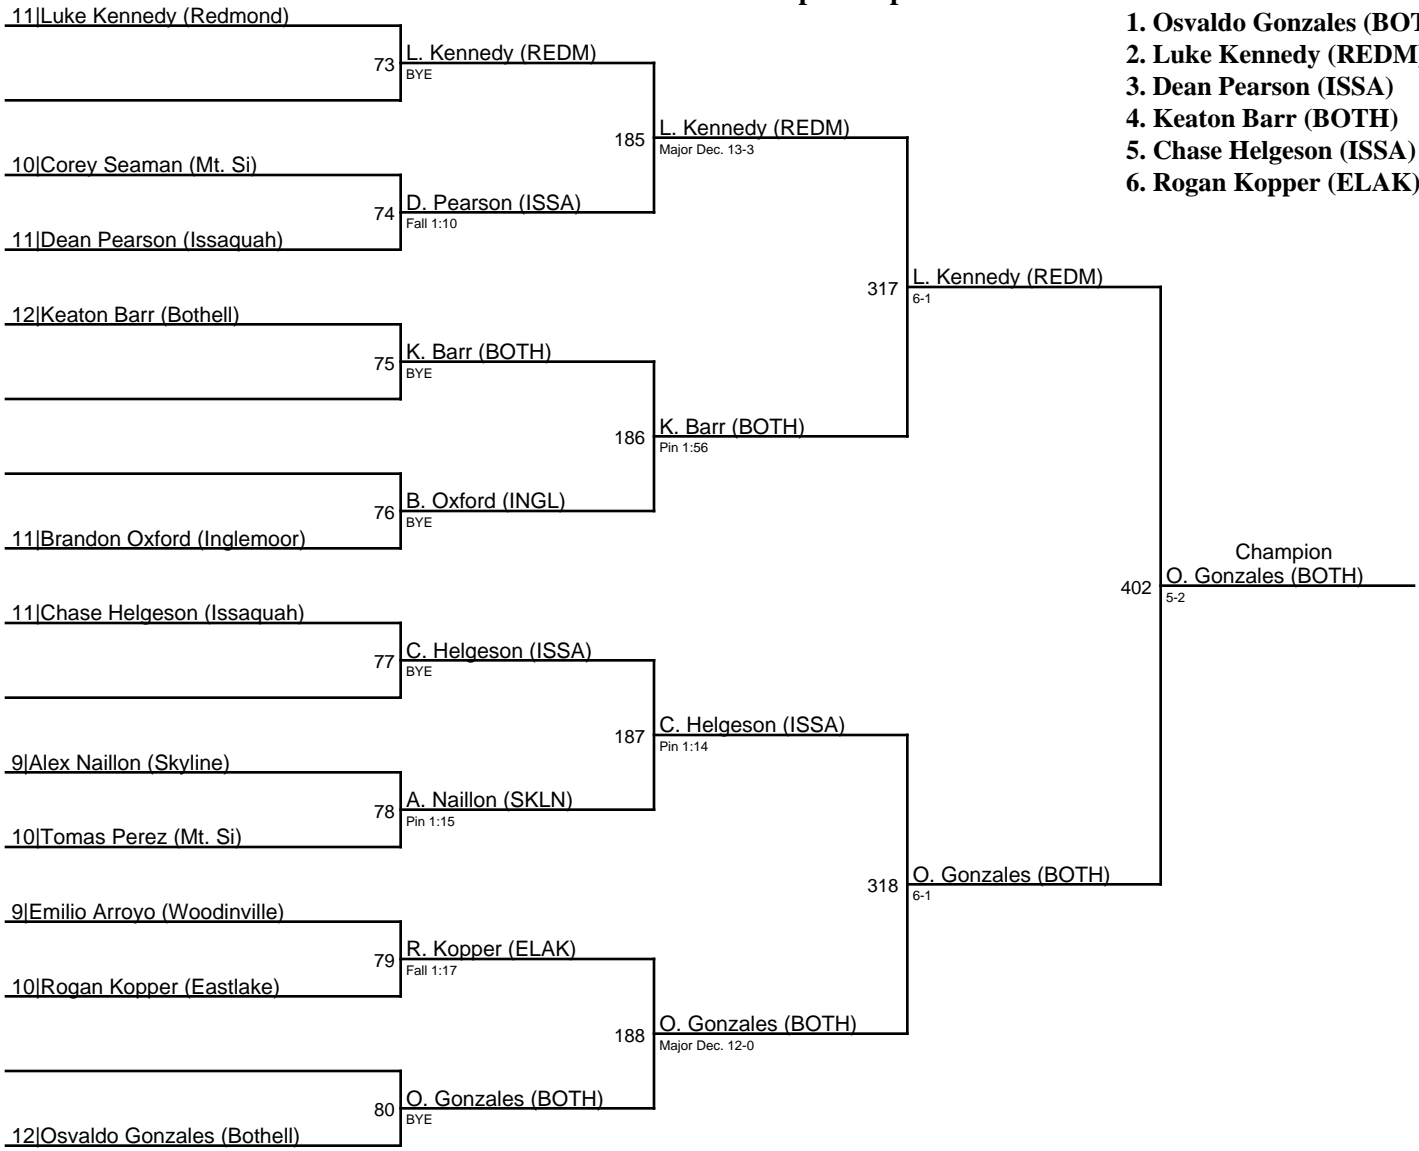 11|Luke Kennedy (Redmond)
73
L. Kennedy (REDM)
BYE
185
L. Kennedy (REDM)
Major Dec. 13-3
10|Corey Seaman (Mt. Si)
74
D. Pearson (ISSA)
Fall 1:10
11|Dean Pearson (Issaquah)
317
L. Kennedy (REDM)
6-1
12|Keaton Barr (Bothell)
75
K. Barr (BOTH)
BYE
186
K. Barr (BOTH)
Pin 1:56
76
B. Oxford (INGL)
BYE
11|Brandon Oxford (Inglemoor)
402
Champion
O. Gonzales (BOTH)
5-2
11|Chase Helgeson (Issaquah)
77
C. Helgeson (ISSA)
BYE
187
C. Helgeson (ISSA)
Pin 1:14
9|Alex Naillon (Skyline)
78
A. Naillon (SKLN)
Pin 1:15
10|Tomas Perez (Mt. Si)
318
O. Gonzales (BOTH)
6-1
9|Emilio Arroyo (Woodinville)
79
R. Kopper (ELAK)
Fall 1:17
10|Rogan Kopper (Eastlake)
188
O. Gonzales (BOTH)
Major Dec. 12-0
80
O. Gonzales (BOTH)
BYE
12|Osvaldo Gonzales (Bothell)
1. Osvaldo Gonzales (BOT
2. Luke Kennedy (REDM)
3. Dean Pearson (ISSA)
4. Keaton Barr (BOTH)
5. Chase Helgeson (ISSA)
6. Rogan Kopper (ELAK)